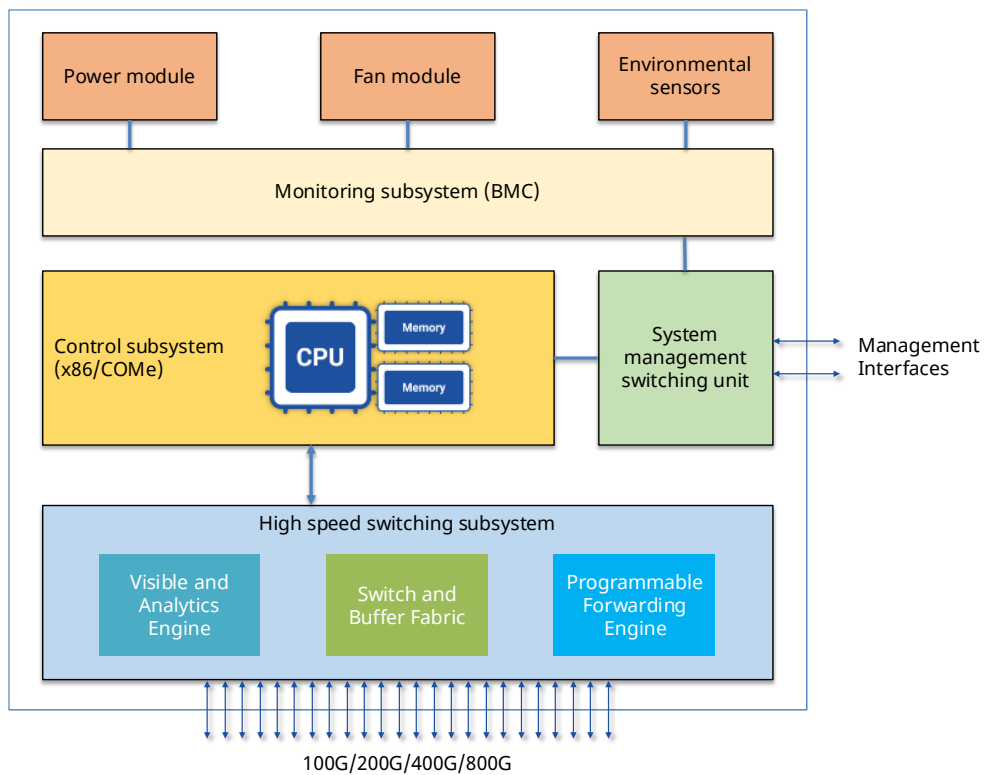 Power module
Fan module
Environmental
sensors
Monitoring subsystem (BMC)
Control subsystem
(x86/COMe)
CPU
Memory
Memory
System
management
switching unit
Management
Interfaces
High speed switching subsystem
Visible and
Analytics
Engine
Switch and
Buffer Fabric
Programmable
Forwarding
Engine
100G/200G/400G/800G